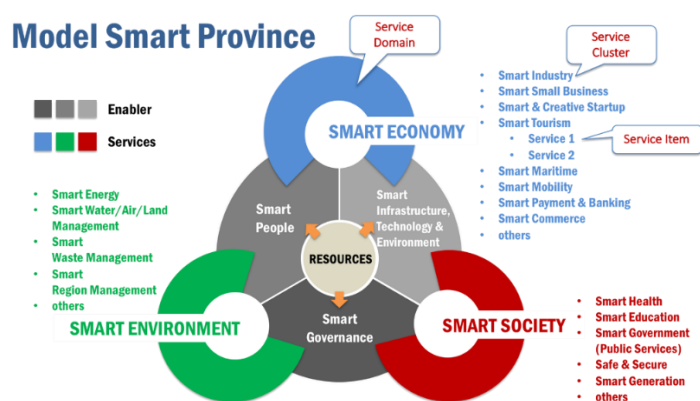 Model Smart Province
Service
Domain
Service
Cluster
Enabler
Services
SMART ECONOMY
• Smart Industry
• Smart Small Business
• Smart & Creative Startup
• Smart Tourism
• Service 1
• Service 2
Service Item
• Smart Maritime
• Smart Mobility
• Smart Payment & Banking
• Smart Commerce
• others
• Smart Energy
• Smart Water/Air/Land
Management
• Smart
Waste Management
• Smart
Region Management
• others
Smart
People
Smart
Infrastructure,
Technology &
Environment
RESOURCES
Smart
Governance
SMART ENVIRONMENT
SMART SOCIETY
• Smart Health
• Smart Education
• Smart Government
(Public Services)
• Safe & Secure
• Smart Generation
• others